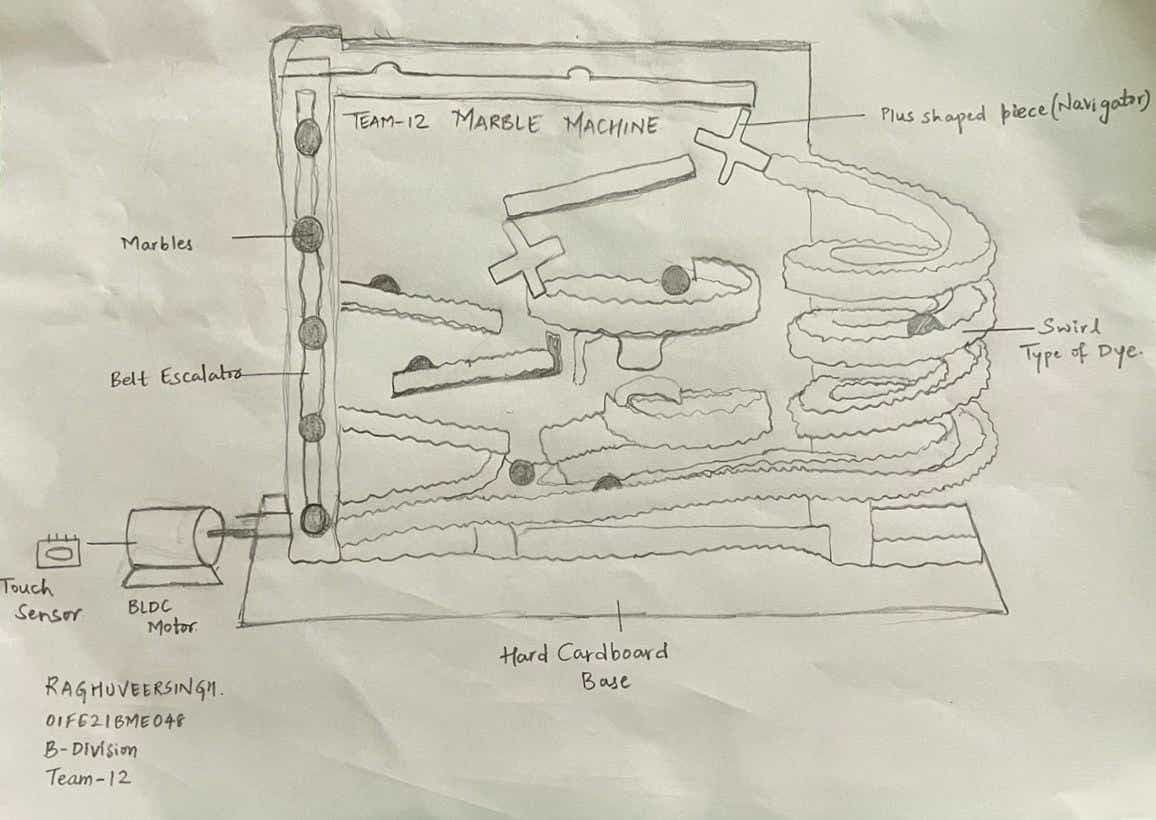 TEAM-12 MARBLE MACHINE
Plus shaped piece (Navigator)
Marbles
Swirl
Type of Dye.
Belt Escalator
Touch
Sensor
BLDC
Motor.
Hard Cardboard
Base
RAGHUVEERSINGH.
01FE21BME048
B-Division
Team-12